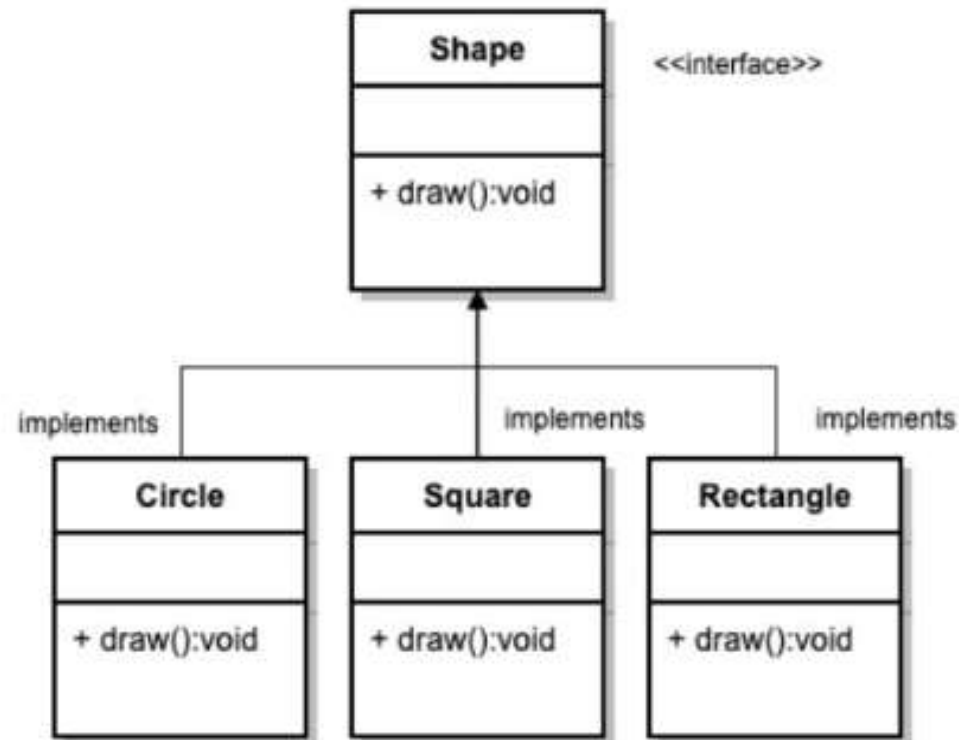 Shape
<<interface>>
+ draw():void
implements
implements
implements
Circle
Square
Rectangle
+ draw():void
+ draw():void
+ draw():void